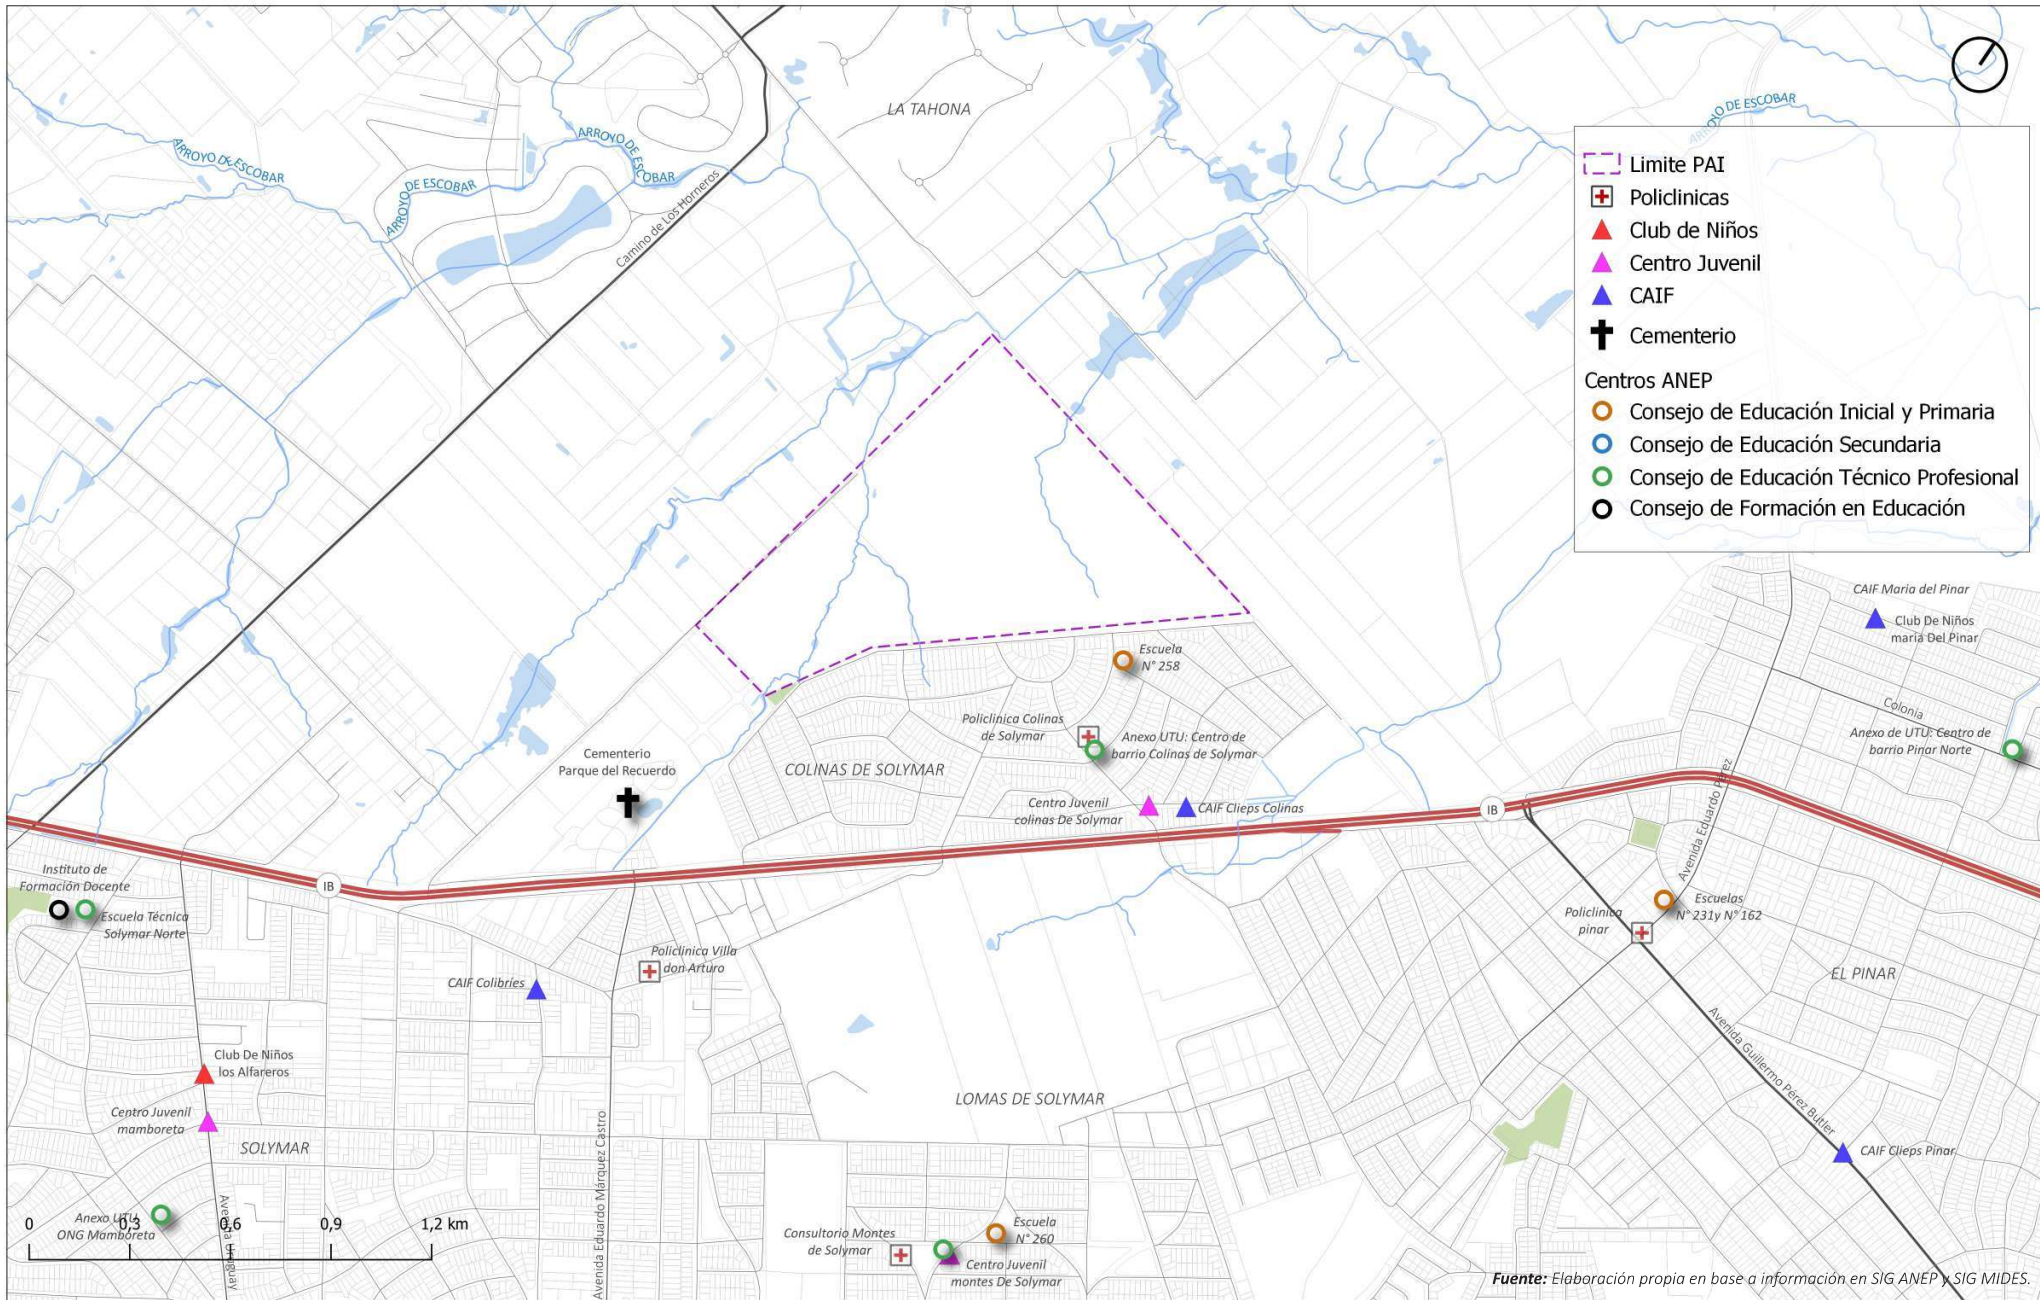 LA TAHONA
ARROYO DE ESCOBAR
ARROYO DE ESCOBAR
ARROYO DE ESCOBAR
ARROYO DE ESCOBAR
Camino de Los Horneros
Limite PAI
Policlinicas
Club de Niños
Centro Juvenil
CAIF
Cementerio
Centros ANEP
Consejo de Educación Inicial y Primaria
Consejo de Educación Secundaria
Consejo de Educación Técnico Profesional
Consejo de Formación en Educación
CAIF Maria del Pinar
Club De Niños
maria Del Pinar
Escuela
N° 258
Colonia
Policlinica Colinas
de Solymar
Anexo UTU: Centro de
barrio Colinas de Solymar
Anexo de UTU: Centro de
barrio Pinar Norte
Cementerio
Parque del Recuerdo
COLINAS DE SOLYMAR
Centro Juvenil
colinas De Solymar
CAIF Clieps Colinas
IB
Avenida Eduardo Pérez
Instituto de
Formación Docente
IB
Escuela Técnica
Solymar Norte
Escuelas
N° 231y N° 162
Policlinica
pinar
Policlinica Villa
don Arturo
CAIF Colibríes
EL PINAR
Avenida Guillermo Pérez Butler
Club De Niños
los Alfareros
LOMAS DE SOLYMAR
Centro Juvenil
mamboreta
SOLYMAR
CAIF Clieps Pinar
Avenida Eduardo Márquez Castro
Avenida Uruguay
Anexo UTU
ONG Mamboreta
0 0,3 0,6 0,9 1,2 km
Consultorio Montes
de Solymar
Escuela
N° 260
Centro Juvenil
montes De Solymar
Fuente: Elaboración propia en base a información en SIG ANEP y SIG MIDES.